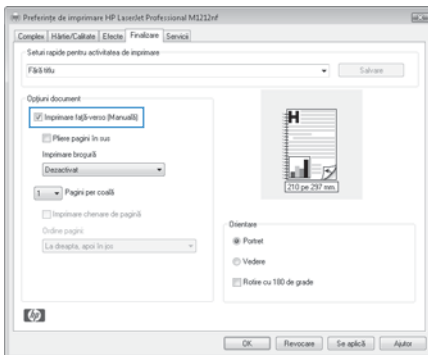 Preferințe de imprimare HP LaserJet Professional M1212nf
Complex Hârtie/Calitate Efecte Finalizare Servicii
Seturi rapide pentru activitatea de imprimare
Fără titlu Salvare
Opțiuni document
Imprimare față-verso (Manuală)
Pliere pagini în sus
Imprimare broșură
Dezactivat
1 Pagini per coală
Imprimare chenare de pagină
Ordine pagini
La dreapta, apoi în jos
H
210 pe 297 mm.
Orientare
Portret
Vedere
Rotire cu 180 de grade
hp
OK Revocare Se aplică Ajutor